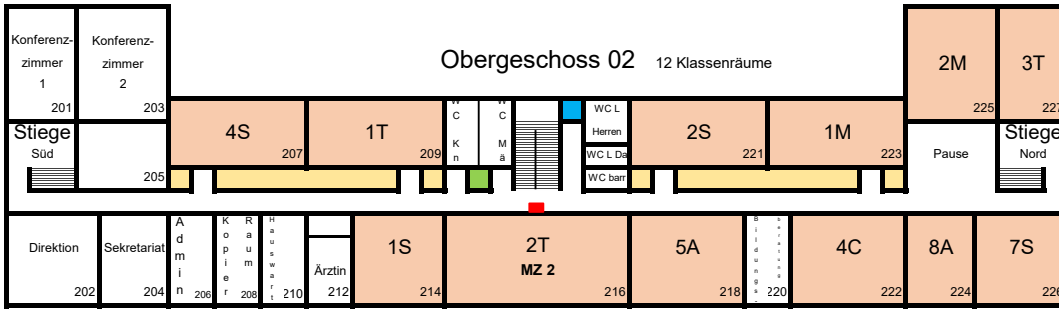 Obergeschoss 02 12 Klassenräume
Konferenz-
zimmer
1
201
Konferenz-
zimmer
2
203
Stiege
Süd
205
4S
207
1T
209
WC Kn
WC Mä
WC L
Herren
WC L Da
WC barr
2S
221
1M
223
2M
225
3T
227
Pause
Stiege
Nord
Direktion
202
Sekretariat
204
Admin
206
Kopier
Raum
208
Hauswart
210
Ärztin
212
1S
214
2T
MZ 2
216
5A
218
Bildungs-
220
4C
222
8A
224
7S
226